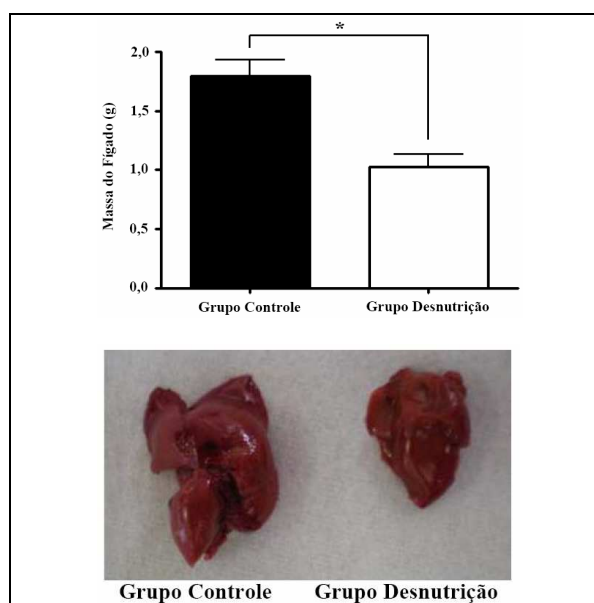 *
2,0
1,5
1,0
0,5
0,0
Massa do Fígado (g)
Grupo Controle Grupo Desnutrição
Grupo Controle Grupo Desnutrição